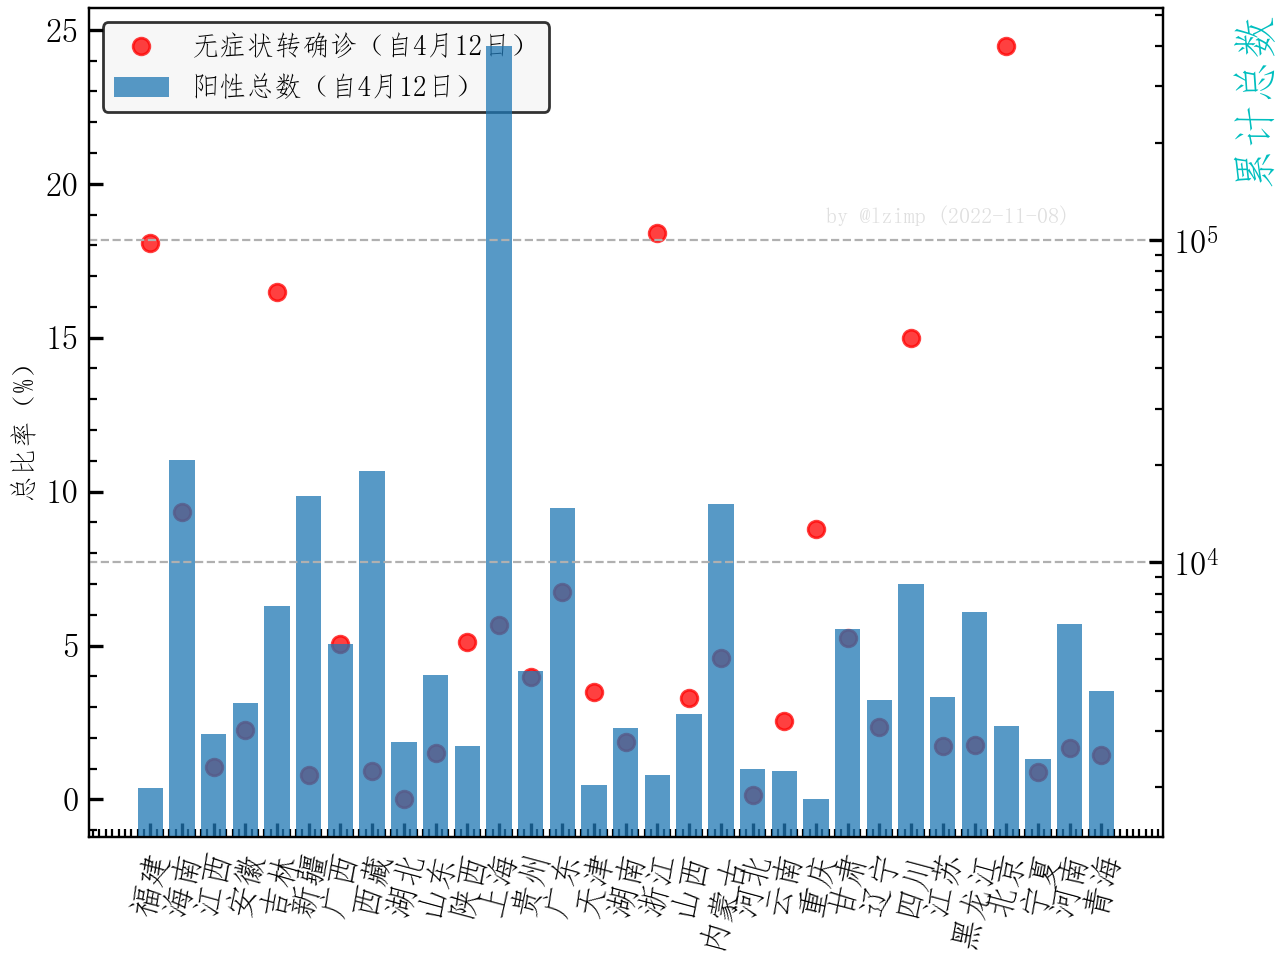 无症状转确诊（自4月12日）
阳性总数（自4月12日）
累计总数
总比率（%）
25
20
15
10
5
0
10^5
10^4
by @lzimp (2022-11-08)
福建
海南
江西
安徽
吉林
新疆
广西
西藏
湖北
山东
陕西
上海
贵州
广东
天津
湖南
浙江
山西
内蒙古
河北
云南
重庆
甘肃
辽宁
四川
江苏
黑龙江
北京
宁夏
河南
青海